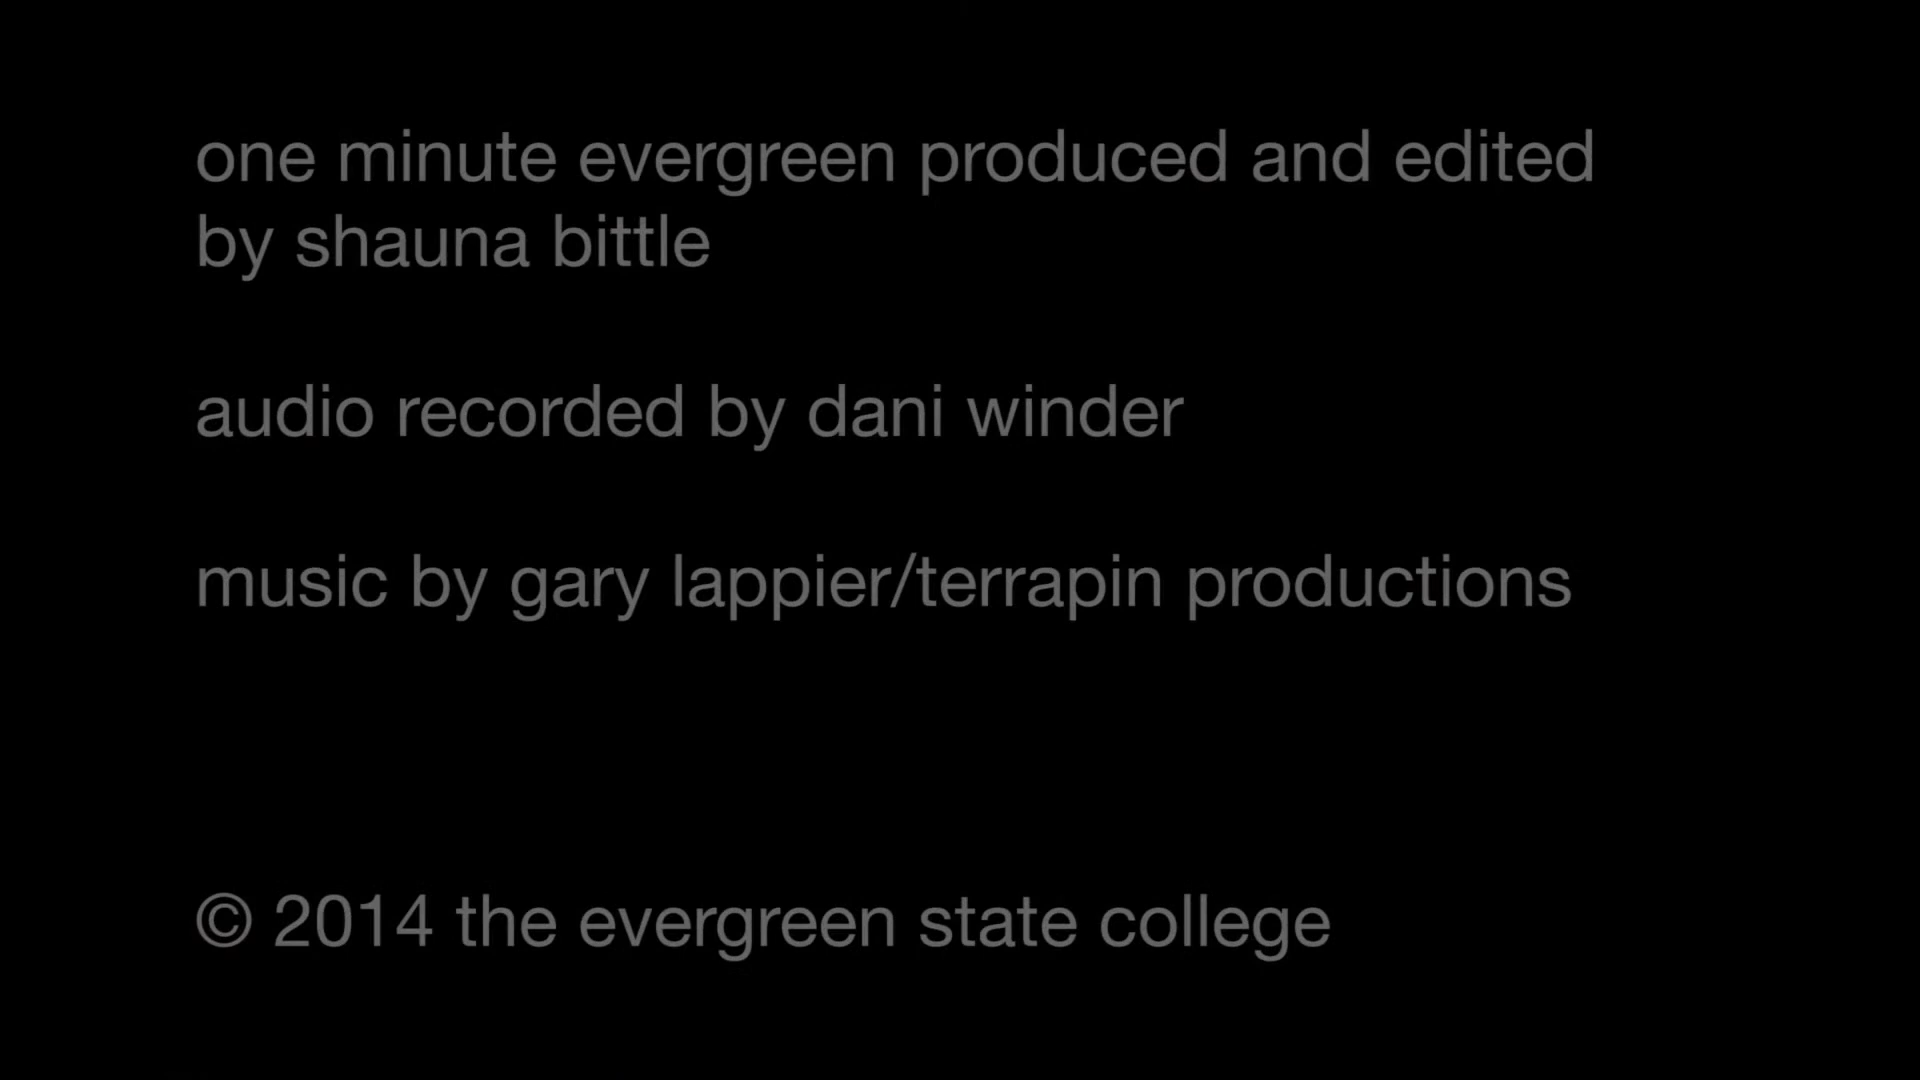 one minute evergreen produced and edited
by shauna bittle
audio recorded by dani winder
music by gary lappier/terrapin productions
© 2014 the evergreen state college